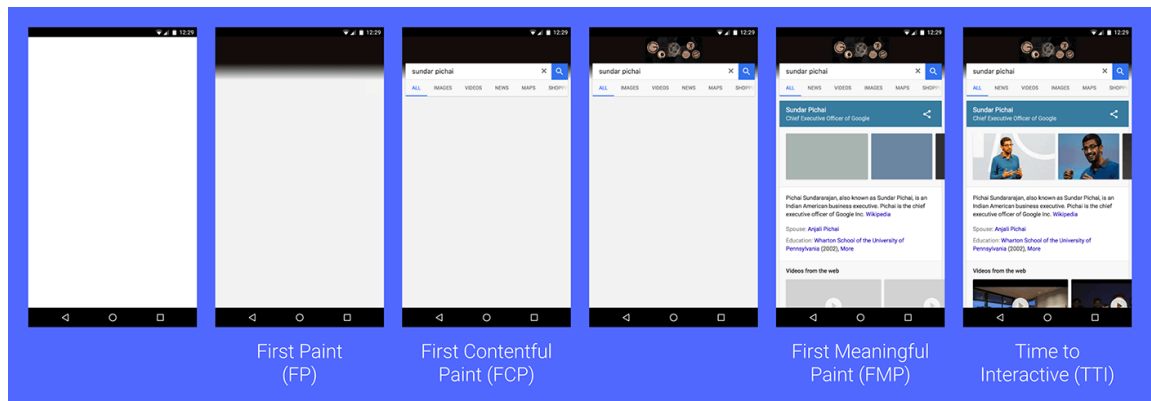 12:29
12:29
12:29
sundar pichai
ALL IMAGES VIDEOS NEWS MAPS SHOPP
12:29
sundar pichai
ALL IMAGES VIDEOS NEWS MAPS SHOPP
12:29
sundar pichai
ALL NEWS VIDEOS IMAGES MAPS SHOPP
Sundar Pichai
Chief Executive Officer of Google
Pichai Sundararajan, also known as Sundar Pichai, is an
Indian American business executive. Pichai is the chief
executive officer of Google Inc. Wikipedia
Spouse: Anjali Pichai
Education: Wharton School of the University of
Pennsylvania (2002), More
Videos from the web
12:29
sundar pichai
ALL NEWS VIDEOS IMAGES MAPS SHOPP
Sundar Pichai
Chief Executive Officer of Google
Pichai Sundararajan, also known as Sundar Pichai, is an
Indian American business executive. Pichai is the chief
executive officer of Google Inc. Wikipedia
Spouse: Anjali Pichai
Education: Wharton School of the University of
Pennsylvania (2002), More
Videos from the web
First Paint
(FP)
First Contentful
Paint (FCP)
First Meaningful
Paint (FMP)
Time to
Interactive (TTI)